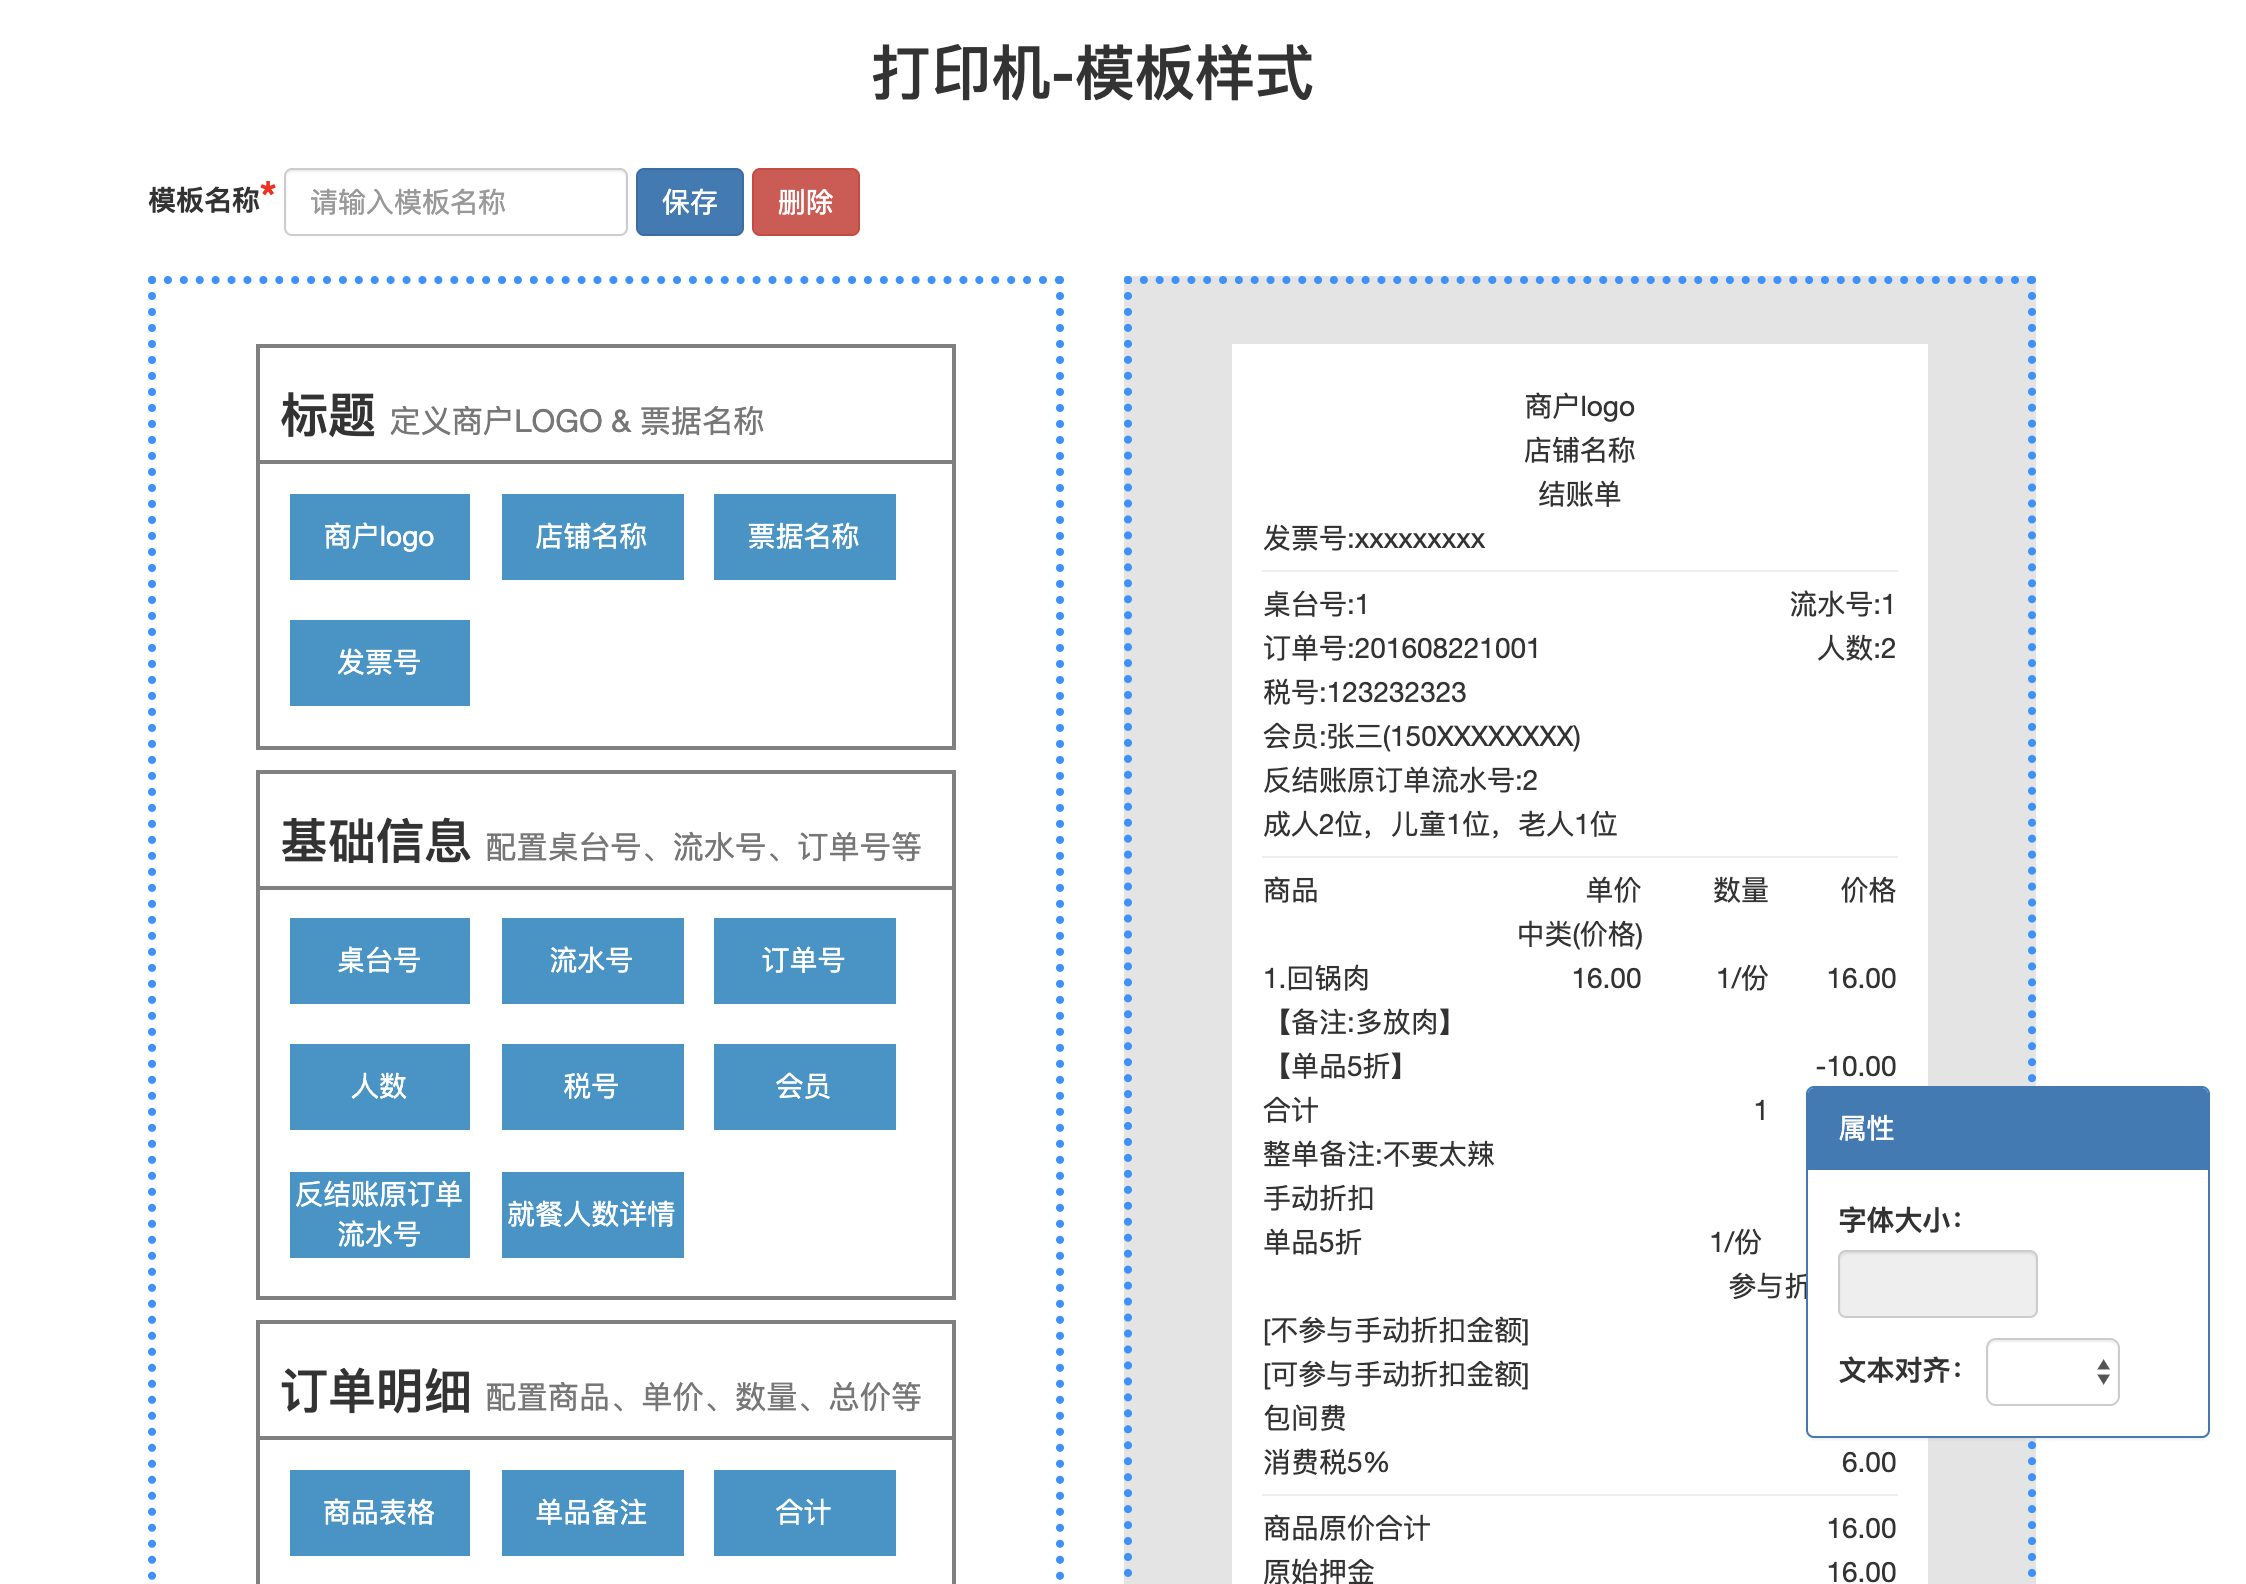 打印机-模板样式
模板名称* 请输入模板名称 保存 删除
标题 定义商户LOGO & 票据名称
商户logo 店铺名称 票据名称
发票号
基础信息 配置桌台号、流水号、订单号等
桌台号 流水号 订单号
人数 税号 会员
反结账原订单
流水号
就餐人数详情
订单明细 配置商品、单价、数量、总价等
商品表格 单品备注 合计
商户logo
店铺名称
结账单
发票号:xxxxxxxxx
桌台号:1 流水号:1
订单号:201608221001 人数:2
税号:123232323
会员:张三(150XXXXXXXX)
反结账原订单流水号:2
成人2位，儿童1位，老人1位
商品 单价 数量 价格
中类(价格)
1.回锅肉 16.00 1/份 16.00
【备注:多放肉】
【单品5折】 -10.00
合计 1
整单备注:不要太辣
手动折扣
单品5折 1/份
参与折
[不参与手动折扣金额]
[可参与手动折扣金额]
包间费
消费税5% 6.00
商品原价合计 16.00
原始押金 16.00
属性
字体大小：
文本对齐：